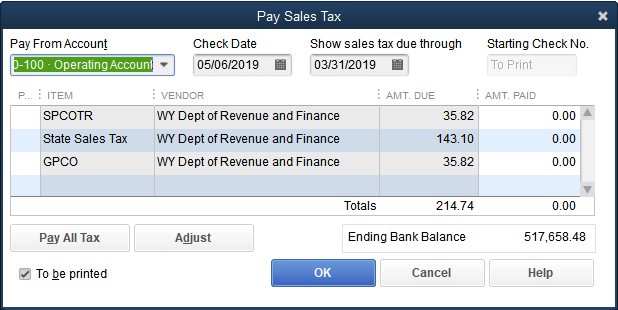 Pay Sales Tax
Pay From Account Check Date Show sales tax due through Starting Check No.
0-100 · Operating Account 05/06/2019 03/31/2019 To Print
P... ITEM VENDOR AMT. DUE AMT. PAID
SPCOTR WY Dept of Revenue and Finance 35.82 0.00
State Sales Tax WY Dept of Revenue and Finance 143.10 0.00
GPCO WY Dept of Revenue and Finance 35.82 0.00
Totals 214.74 0.00
Pay All Tax Adjust Ending Bank Balance 517,658.48
To be printed OK Cancel Help